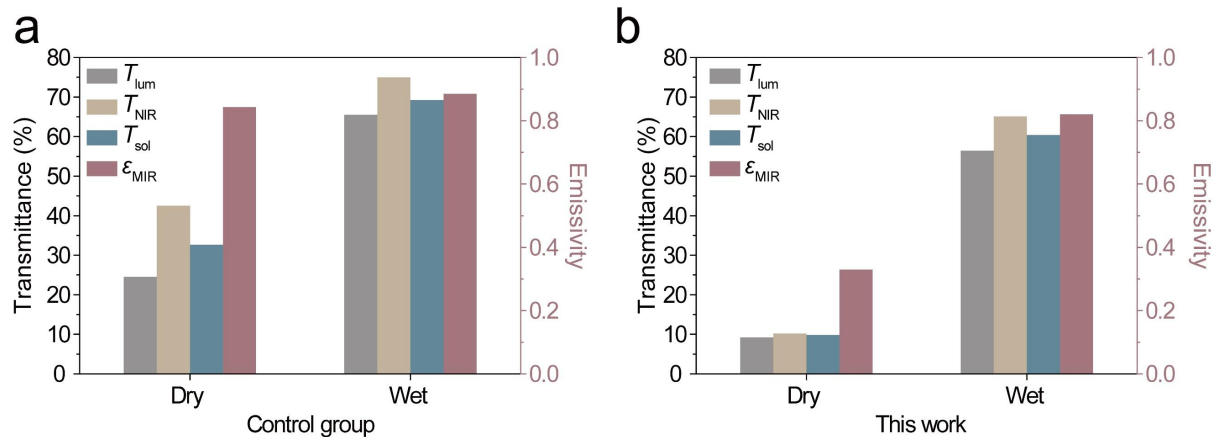 a
80
70
60
50
40
30
20
10
0
Transmittance (%)
T_lum
T_NIR
T_sol
ε_MIR
1.0
0.8
0.6
0.4
0.2
0.0
Emissivity
Dry
Wet
Control group
b
80
70
60
50
40
30
20
10
0
Transmittance (%)
T_lum
T_NIR
T_sol
ε_MIR
1.0
0.8
0.6
0.4
0.2
0.0
Emissivity
Dry
Wet
This work